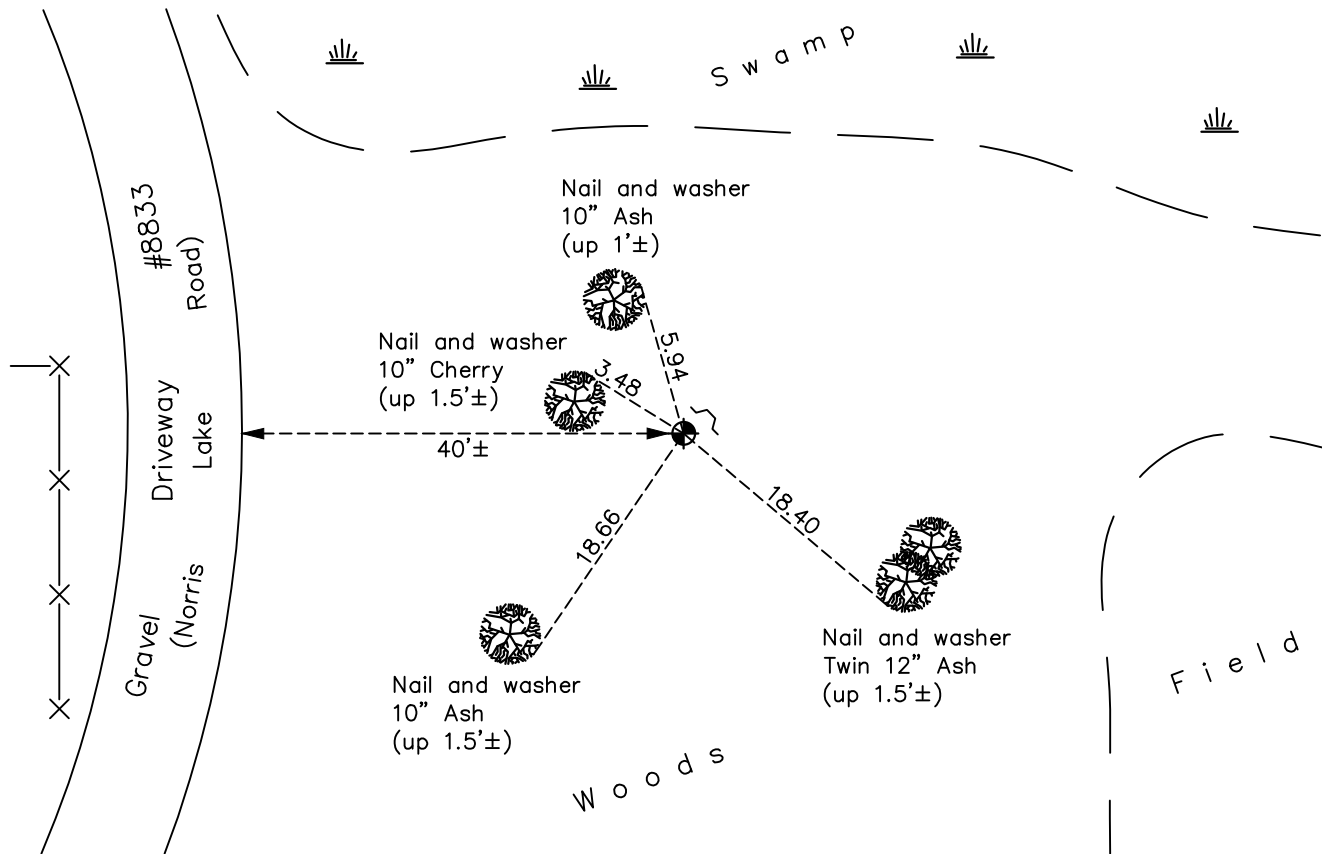 Swamp
Nail and washer
10" Ash
(up 1'±)
#8833
Road)
5.94
Nail and washer
10" Cherry
(up 1.5'±)
3.48
Driveway
Lake
40'±
18.66
18.40
Gravel
(Norris
Nail and washer
Twin 12" Ash
(up 1.5'±)
Field
Nail and washer
10" Ash
(up 1.5'±)
Woods